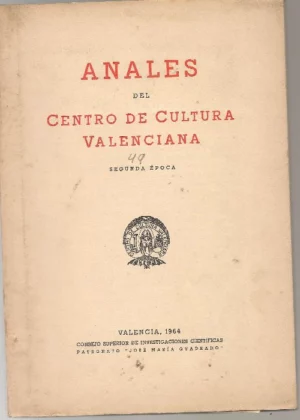 ANALES
DEL
CENTRO DE CULTURA
VALENCIANA
49
SEGUNDA ÉPOCA
VALENCIA, 1964
CONSEJO SUPERIOR DE INVESTIGACIONES CIENTÍFICAS
PATRONATO "JOSÉ MARÍA QUADRADO"